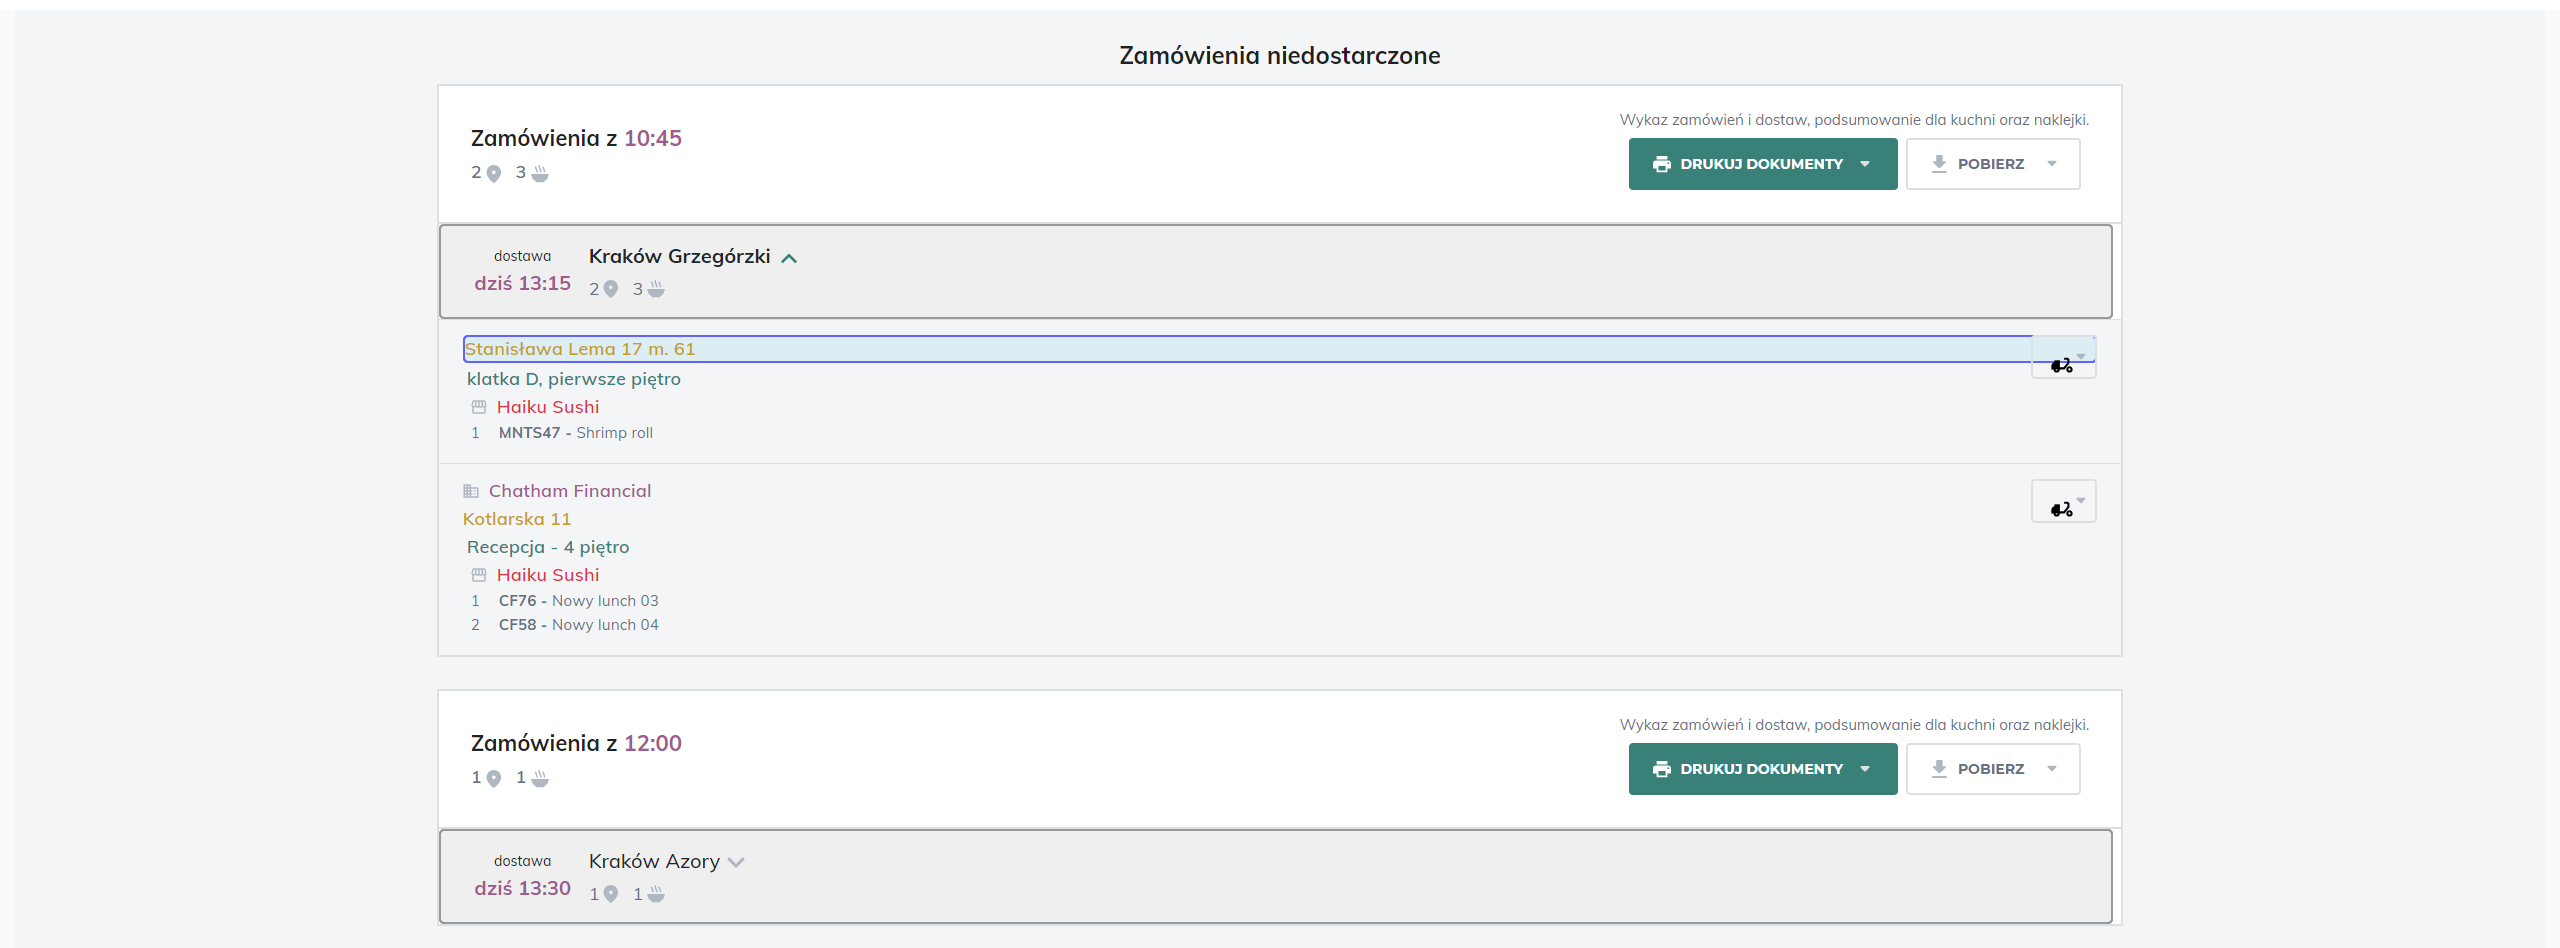 Zamówienia niedostarczone
Zamówienia z 10:45
2 3
Wykaz zamówień i dostaw, podsumowanie dla kuchni oraz naklejki.
DRUKUJ DOKUMENTY
POBIERZ
dostawa
dziś 13:15
Kraków Grzegórzki
2 3
Stanisława Lema 17 m. 61
klatka D, pierwsze piętro
Haiku Sushi
1 MNTS47 - Shrimp roll
Chatham Financial
Kotlarska 11
Recepcja - 4 piętro
Haiku Sushi
1 CF76 - Nowy lunch 03
2 CF58 - Nowy lunch 04
Zamówienia z 12:00
1 1
Wykaz zamówień i dostaw, podsumowanie dla kuchni oraz naklejki.
DRUKUJ DOKUMENTY
POBIERZ
dostawa
dziś 13:30
Kraków Azory
1 1